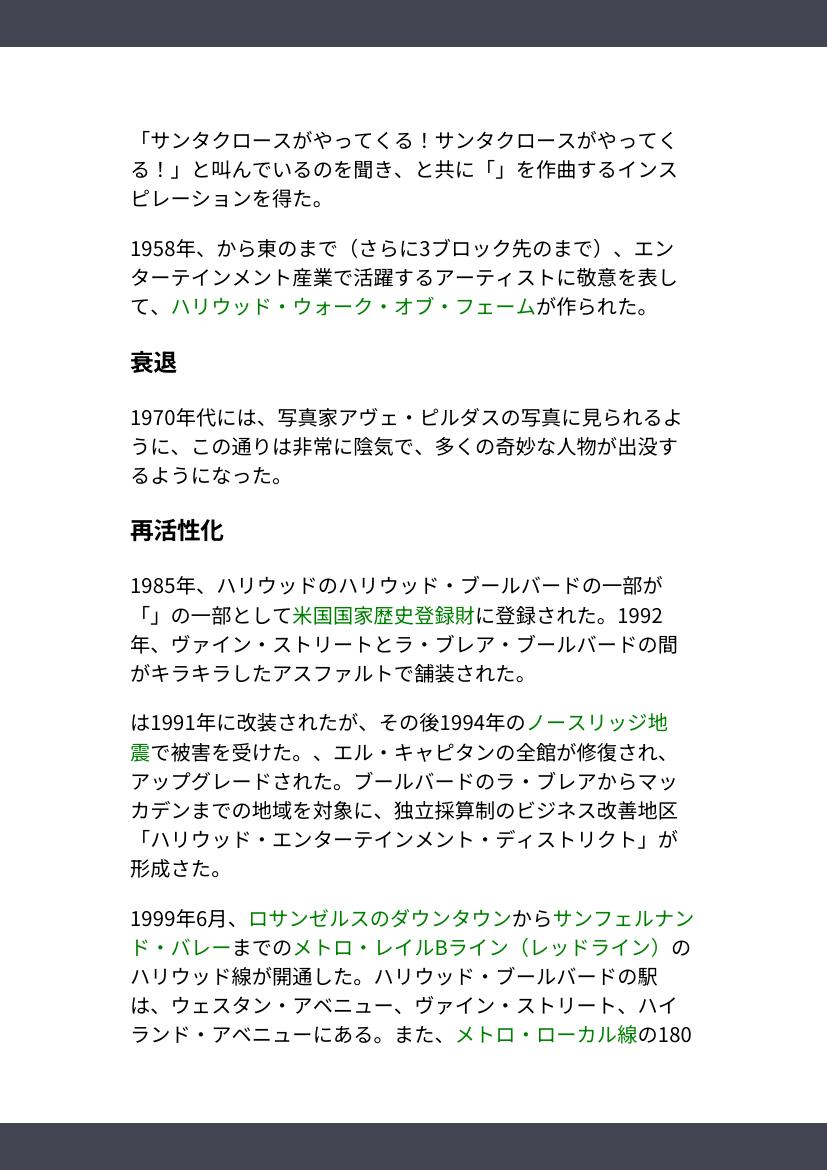 「サンタクロースがやってくる！サンタクロースがやってく
る！」と叫んでいるのを聞き、と共に「」を作曲するインス
ピレーションを得た。
1958年、から東のまで（さらに3ブロック先のまで）、エン
ターテインメント産業で活躍するアーティストに敬意を表し
て、ハリウッド・ウォーク・オブ・フェームが作られた。
衰退
1970年代には、写真家アヴェ・ピルダスの写真に見られるよ
うに、この通りは非常に陰気で、多くの奇妙な人物が出没す
るようになった。
再活性化
1985年、ハリウッドのハリウッド・ブールバードの一部が
「」の一部として米国国家歴史登録財に登録された。1992
年、ヴァイン・ストリートとラ・ブレア・ブールバードの間
がキラキラしたアスファルトで舗装された。
は1991年に改装されたが、その後1994年のノースリッジ地
震で被害を受けた。、エル・キャピタンの全館が修復され、
アップグレードされた。ブールバードのラ・ブレアからマッ
カデンまでの地域を対象に、独立採算制のビジネス改善地区
「ハリウッド・エンターテインメント・ディストリクト」が
形成さた。
1999年6月、ロサンゼルスのダウンタウンからサンフェルナン
ド・バレーまでのメトロ・レイルBライン（レッドライン）の
ハリウッド線が開通した。ハリウッド・ブールバードの駅
は、ウェスタン・アベニュー、ヴァイン・ストリート、ハイ
ランド・アベニューにある。また、メトロ・ローカル線の180